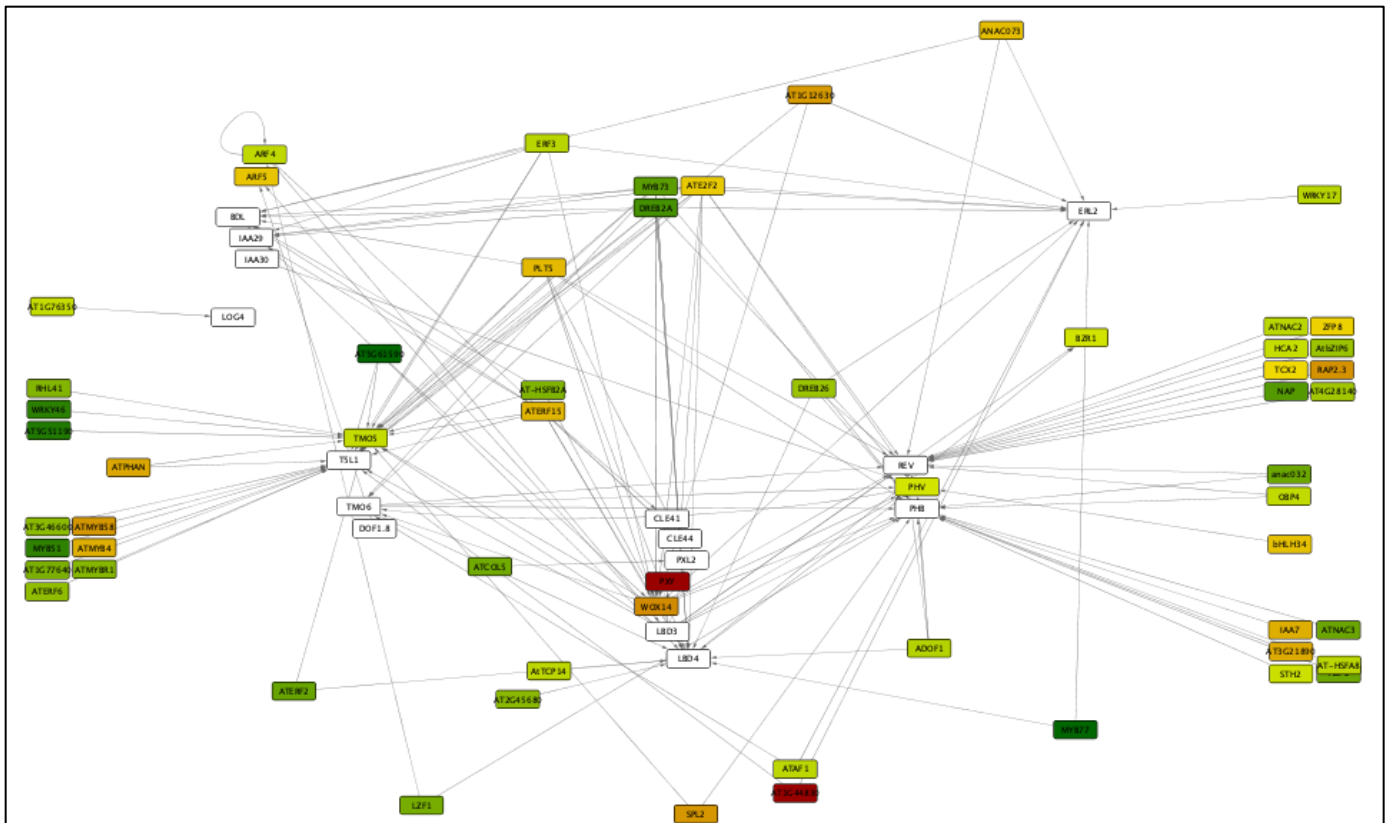 ANAC073
AT1G12630
ERF3
ARF4
ARF5
MYB73
ATE2F2
DREB2A
WRKY17
BDL
ERL2
IAA29
IAA30
PLT5
AT1G76350
LOG4
ATNAC2
ZFP8
BZR1
HCA2
AtbZIP6
AT5G61590
TCX2
RAP2.3
RHL41
AT-HSFB2A
DREB26
NAP
AT4G28140
WRKY46
ATERF15
AT5G51190
TMO5
TSL1
ATPHAN
REV
anac032
PHV
OBP4
TMO6
PHB
CLE41
AT3G46600
ATMYB58
DOF1.8
CLE44
MYB51
ATMYB4
bHLH34
PXL2
AT1G77640
ATMYBR1
ATCOL5
PXY
ATERF6
WOX14
LBD3
IAA7
ATNAC3
ADOF1
AT3G21890
LBD4
AT-HSFA8
AtTCP14
STH2
ATERF2
AT2G45680
MYB77
ATAF1
LZF1
SPL2